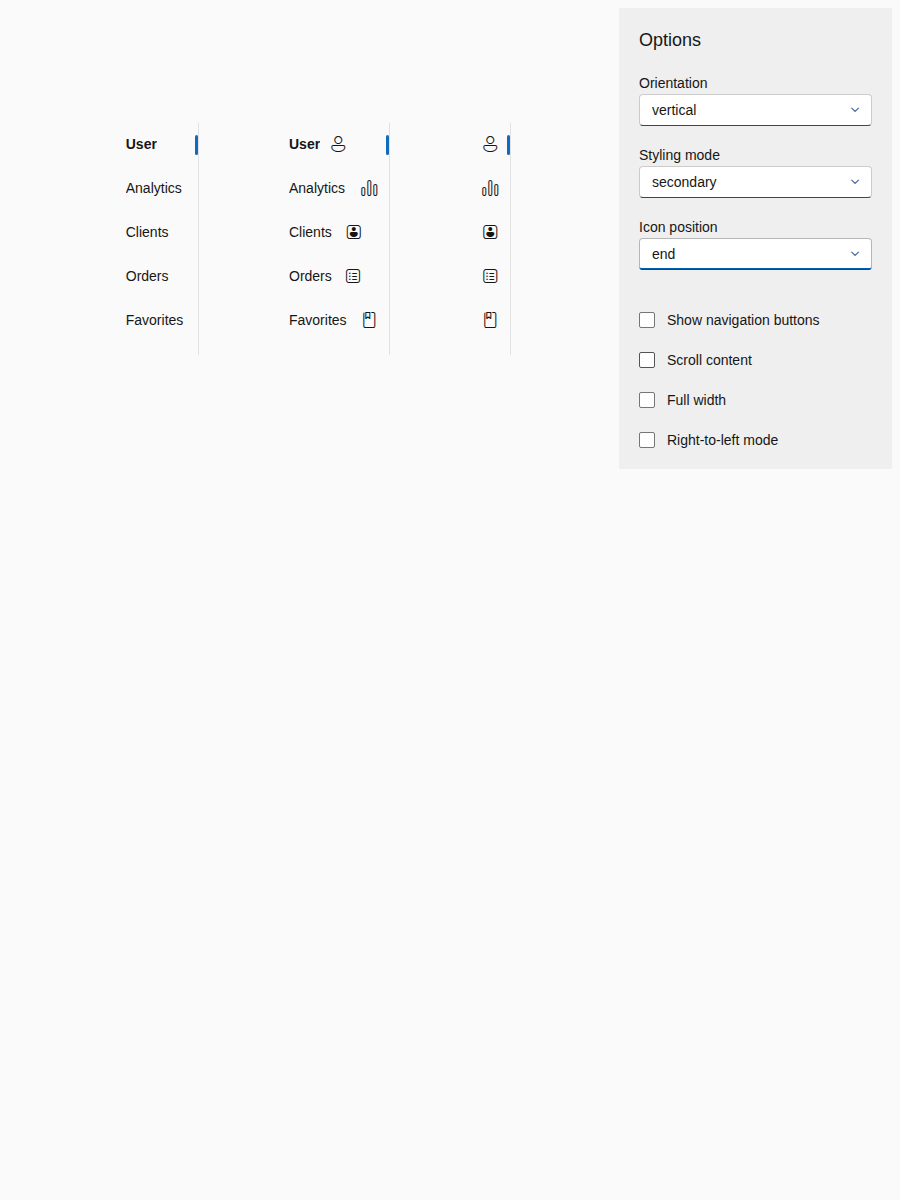 User
Analytics
Clients
Orders
Favorites
User
Analytics
Clients
Orders
Favorites
Options
Orientation
vertical
Styling mode
secondary
Icon position
end
Show navigation buttons
Scroll content
Full width
Right-to-left mode